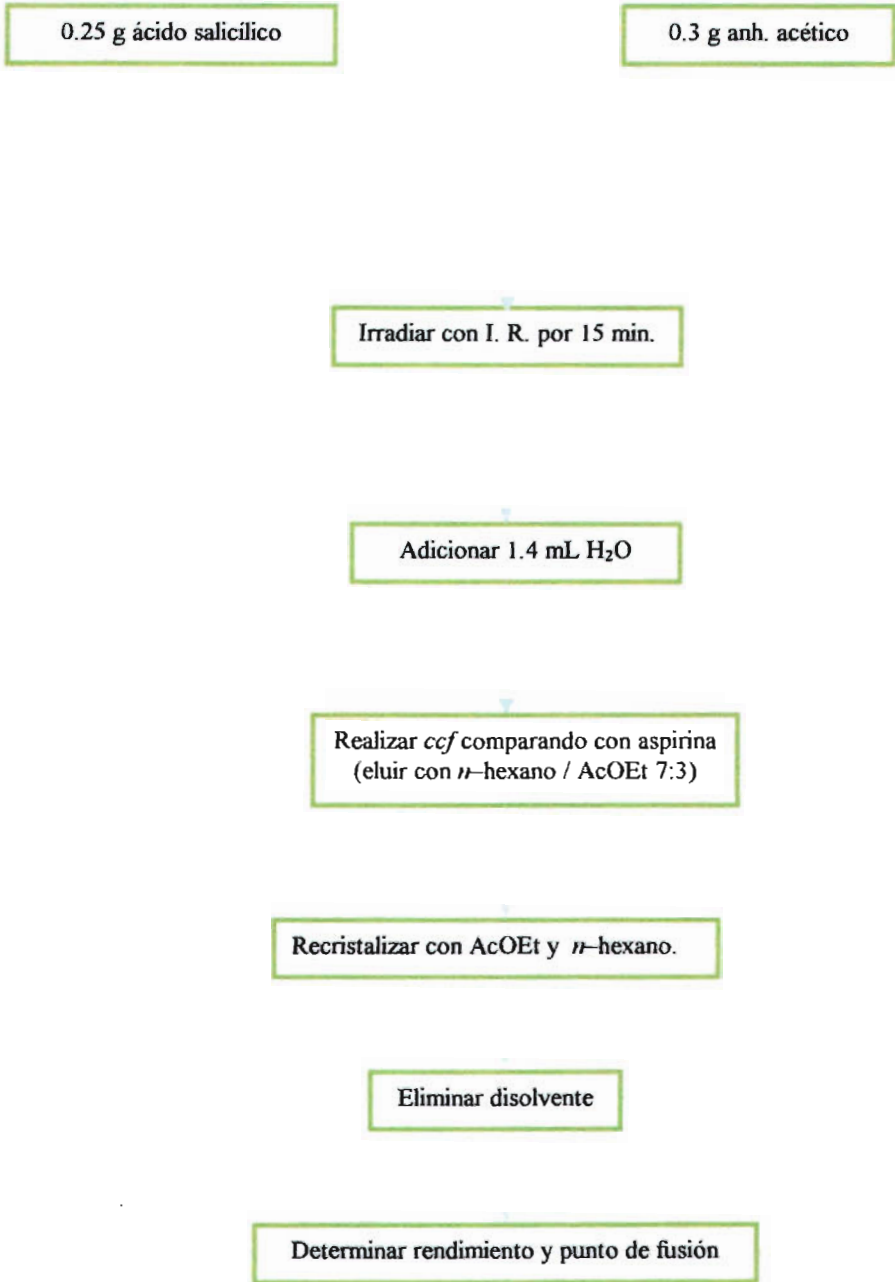 0.25 g ácido salicílico
0.3 g anh. acético
Irradiar con I. R. por 15 min.
Adicionar 1.4 mL H₂O
Realizar ccf comparando con aspirina
(eluir con n–hexano / AcOEt 7:3)
Recristalizar con AcOEt y n–hexano.
Eliminar disolvente
Determinar rendimiento y punto de fusión